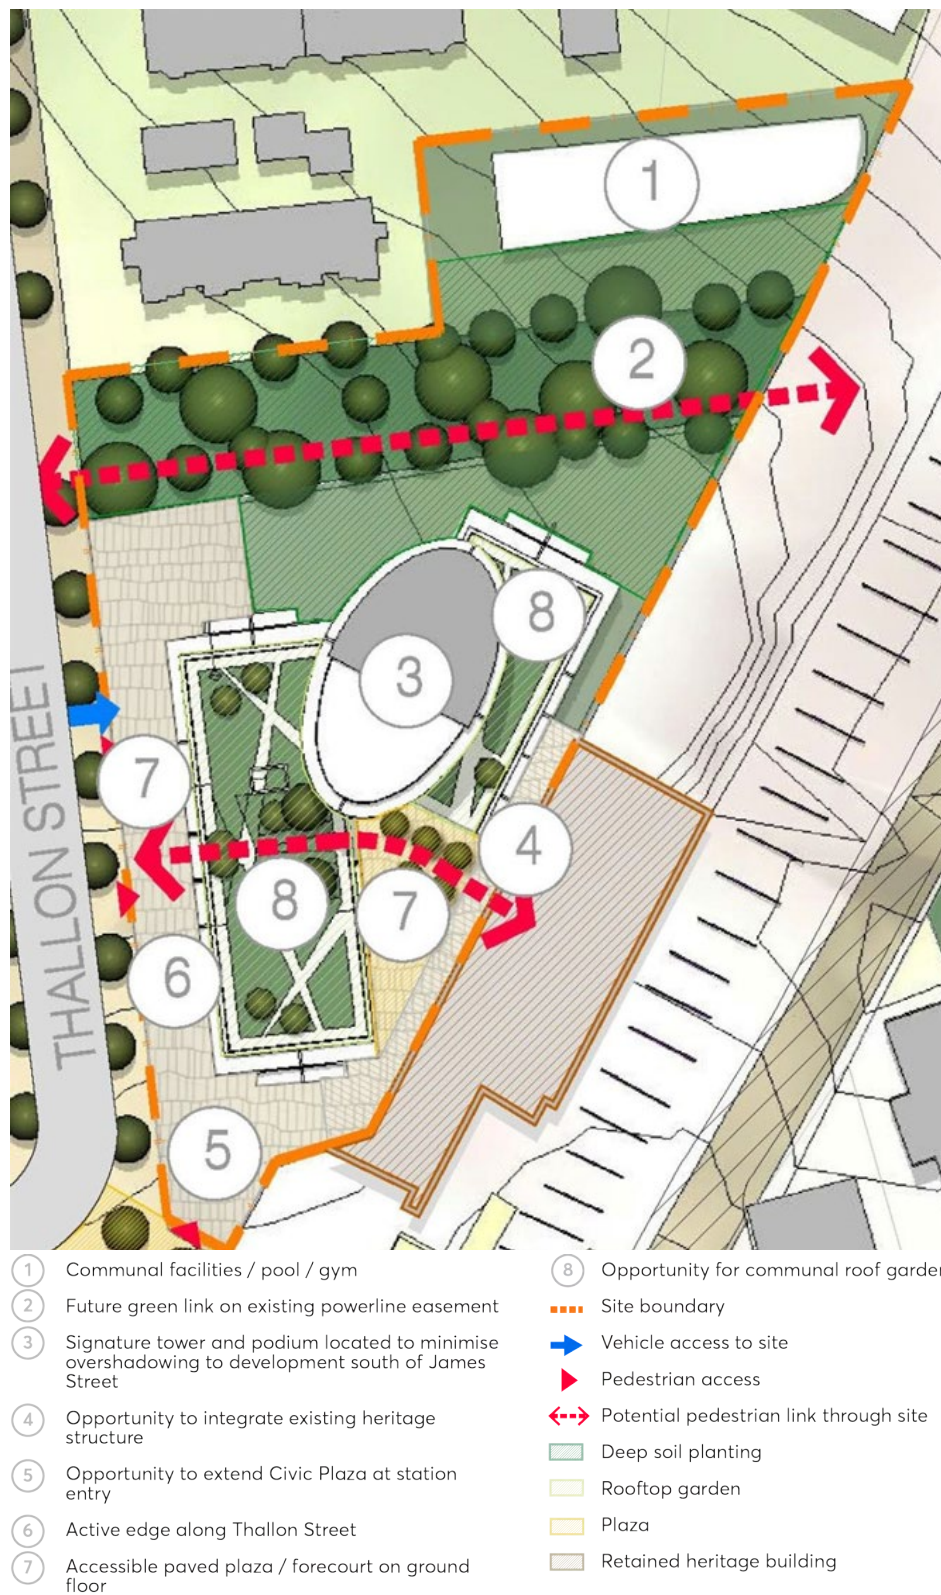 1
2
8
3
THALLON STREET
7
4
8
7
6
5
1 Communal facilities / pool / gym
2 Future green link on existing powerline easement
3 Signature tower and podium located to minimise
overshadowing to development south of James
Street
4 Opportunity to integrate existing heritage
structure
5 Opportunity to extend Civic Plaza at station
entry
6 Active edge along Thallon Street
7 Accessible paved plaza / forecourt on ground
floor
8 Opportunity for communal roof garden
Site boundary
Vehicle access to site
Pedestrian access
Potential pedestrian link through site
Deep soil planting
Rooftop garden
Plaza
Retained heritage building